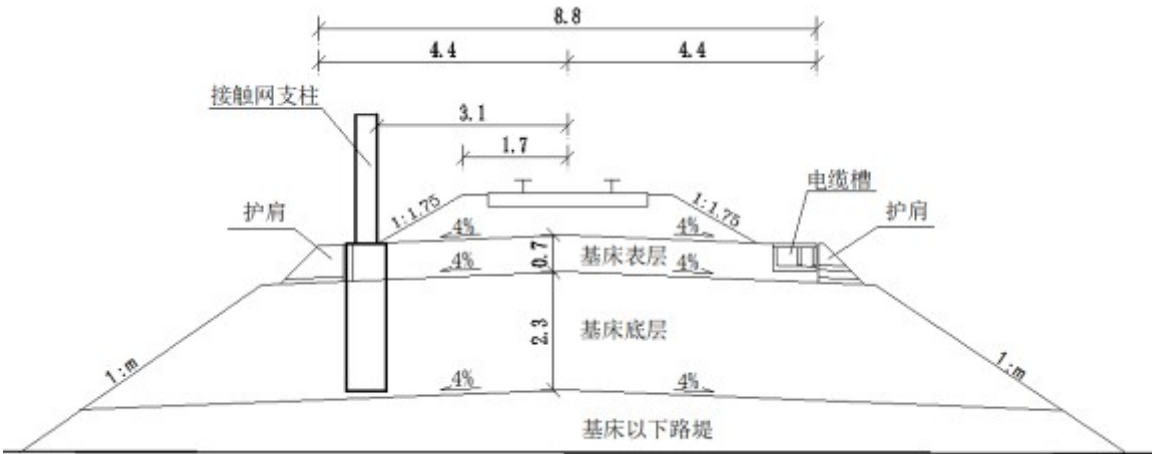 8.8
4.4
4.4
接触网支柱
3.1
1.7
电缆槽
护肩
1:1.75
1:1.75
护肩
4%
4%
0.7
基床表层
4%
4%
2.3
基床底层
1:m
1:m
4%
4%
基床以下路堤